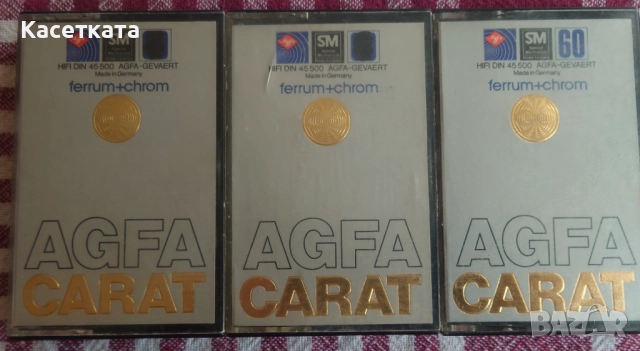 Касетката
SM
HIFI DIN 45 500 AGFA-GEVAERT
Made in Germany
ferrum+chrom
AGFA
CARAT
SM
HIFI DIN 45 500 AGFA-GEVAERT
Made in Germany
ferrum+chrom
AGFA
CARAT
SM
60
HIFI DIN 45 500 AGFA-GEVAERT
Made in Germany
ferrum+chrom
AGFA
CARAT
BAZAR